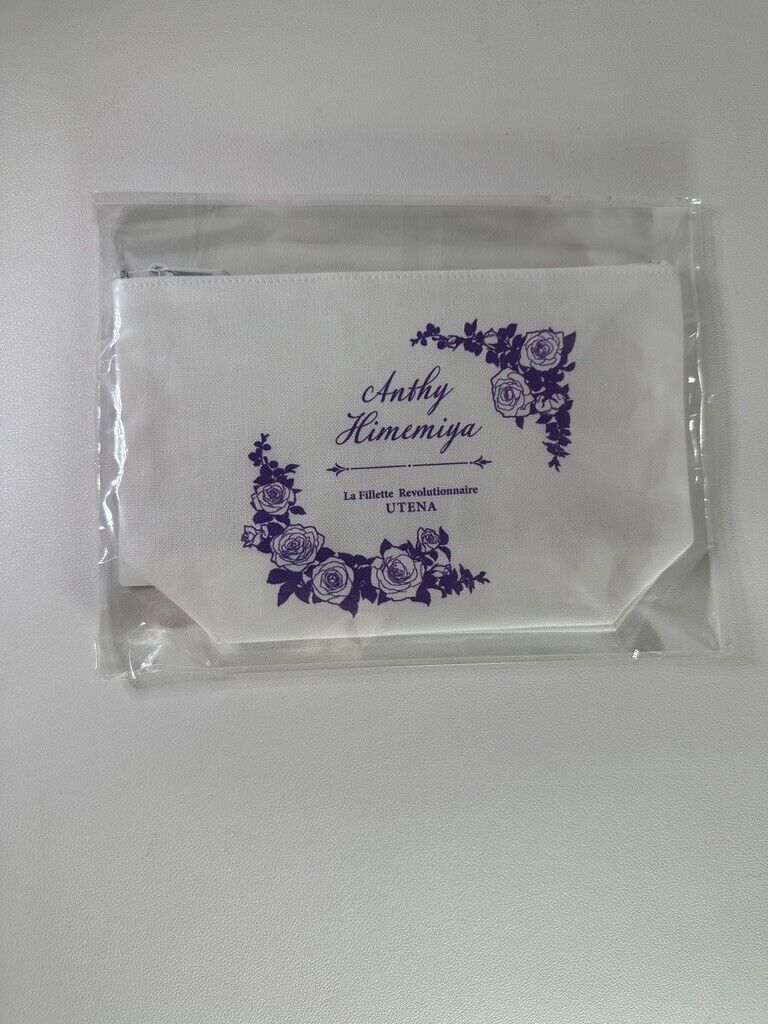 Anthy
Himemiya
La Fillette Revolutionnaire
UTENA